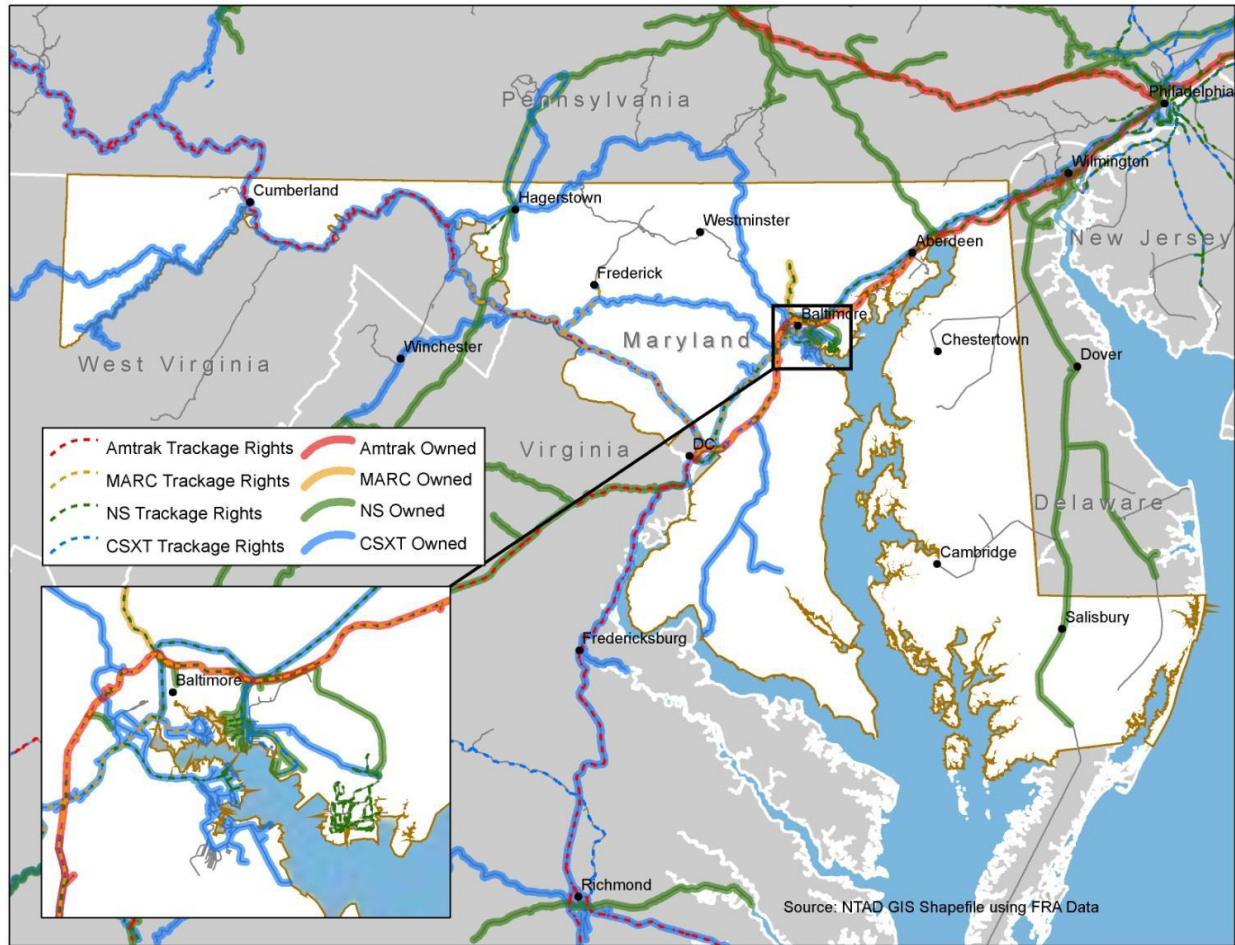 Pennsylvania
Philadelphia
Wilmington
Cumberland
Hagerstown
Westminster
New Jersey
Aberdeen
Frederick
Baltimore
Maryland
Chestertown
Winchester
West Virginia
Dover
Virginia
DC
Amtrak Trackage Rights
Amtrak Owned
MARC Trackage Rights
MARC Owned
NS Trackage Rights
NS Owned
CSXT Trackage Rights
CSXT Owned
Delaware
Cambridge
Salisbury
Fredericksburg
Baltimore
Richmond
Source: NTAD GIS Shapefile using FRA Data